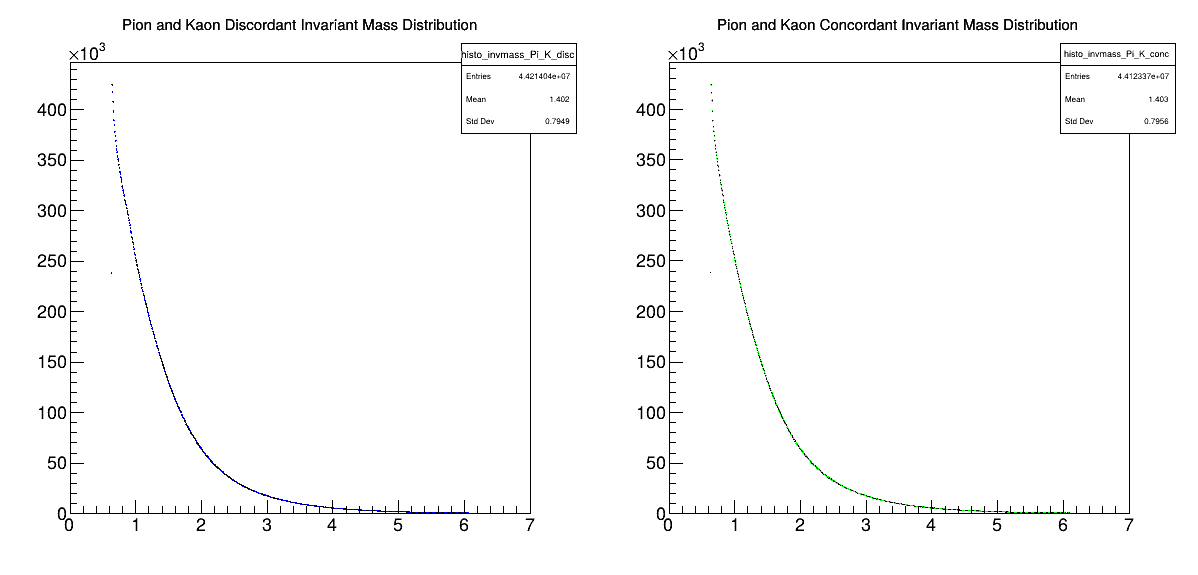 Pion and Kaon Discordant Invariant Mass Distribution
×10³
histo_invmass_Pi_K_disc
Entries 4.421404e+07
Mean 1.402
Std Dev 0.7949
400
350
300
250
200
150
100
50
0
0 1 2 3 4 5 6 7
Pion and Kaon Concordant Invariant Mass Distribution
×10³
histo_invmass_Pi_K_conc
Entries 4.412337e+07
Mean 1.403
Std Dev 0.7956
400
350
300
250
200
150
100
50
0
0 1 2 3 4 5 6 7